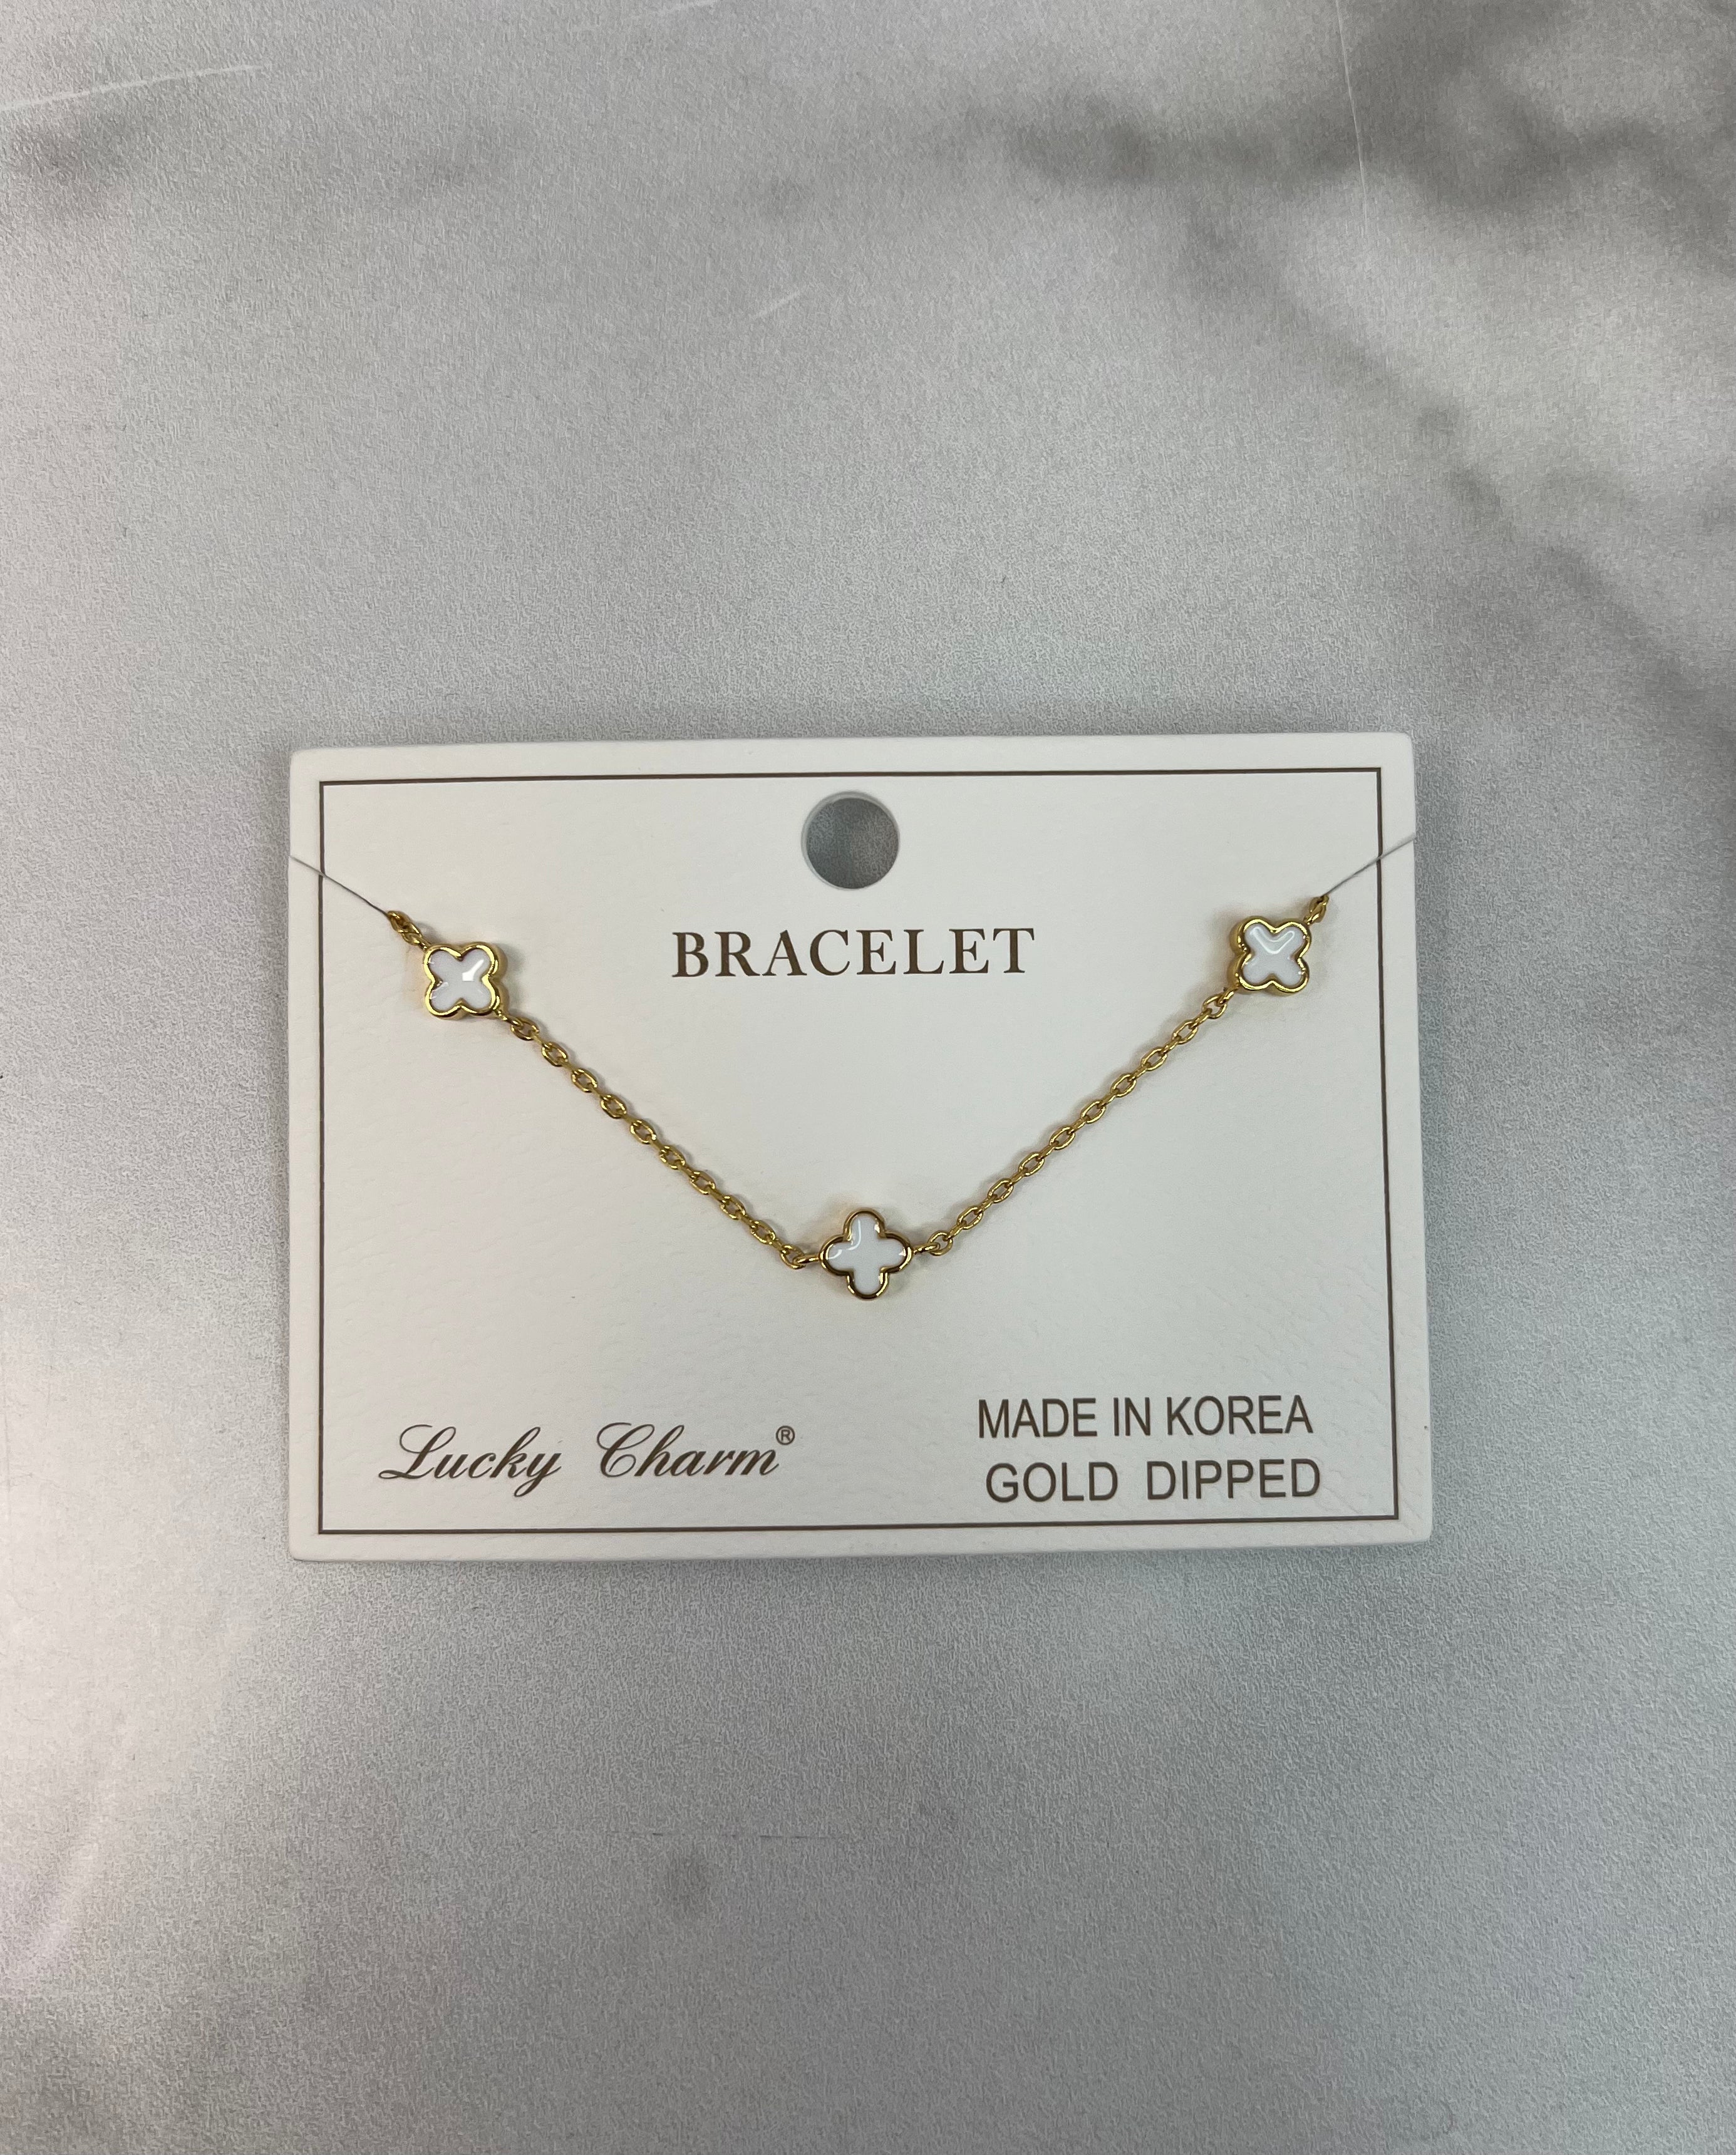 BRACELET
Lucky Charm®
MADE IN KOREA
GOLD DIPPED